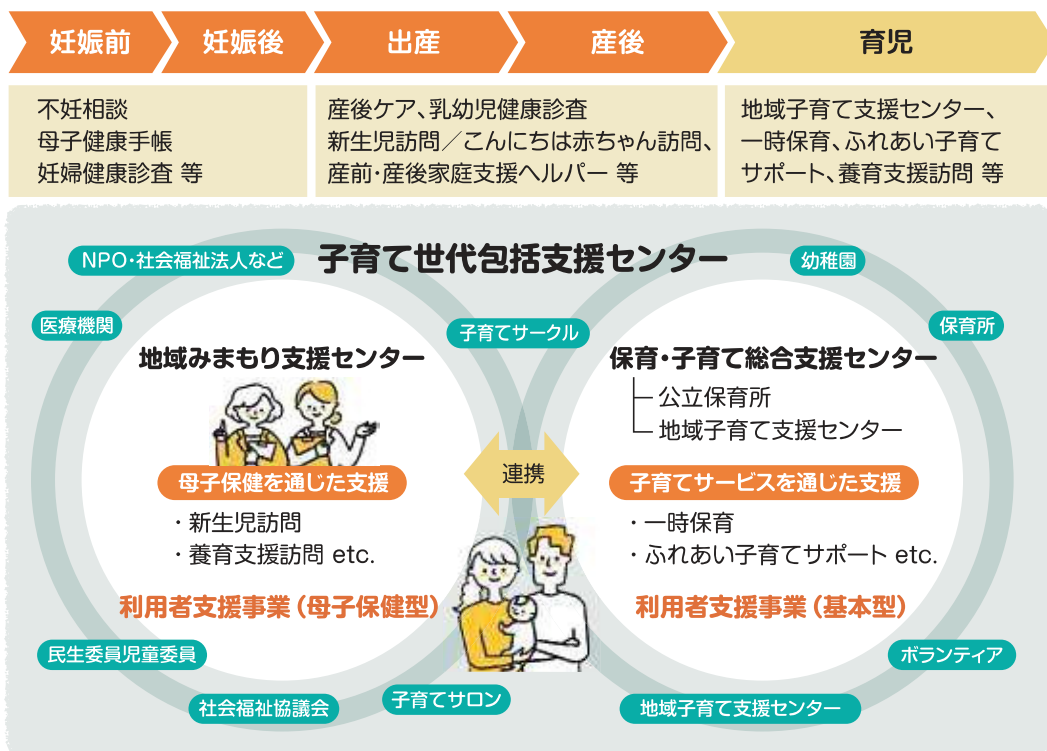 妊娠前
妊娠後
出産
産後
育児
不妊相談
母子健康手帳
妊婦健康診査 等
産後ケア、乳幼児健康診査
新生児訪問／こんにちは赤ちゃん訪問、
産前・産後家庭支援ヘルパー 等
地域子育て支援センター、
一時保育、ふれあい子育て
サポート、養育支援訪問 等
子育て世代包括支援センター
NPO・社会福祉法人など
幼稚園
医療機関
子育てサークル
保育所
地域みまもり支援センター
母子保健を通じた支援
・新生児訪問
・養育支援訪問 etc.
利用者支援事業（母子保健型）
連携
保育・子育て総合支援センター
公立保育所
地域子育て支援センター
子育てサービスを通じた支援
・一時保育
・ふれあい子育てサポート etc.
利用者支援事業（基本型）
民生委員児童委員
社会福祉協議会
子育てサロン
地域子育て支援センター
ボランティア